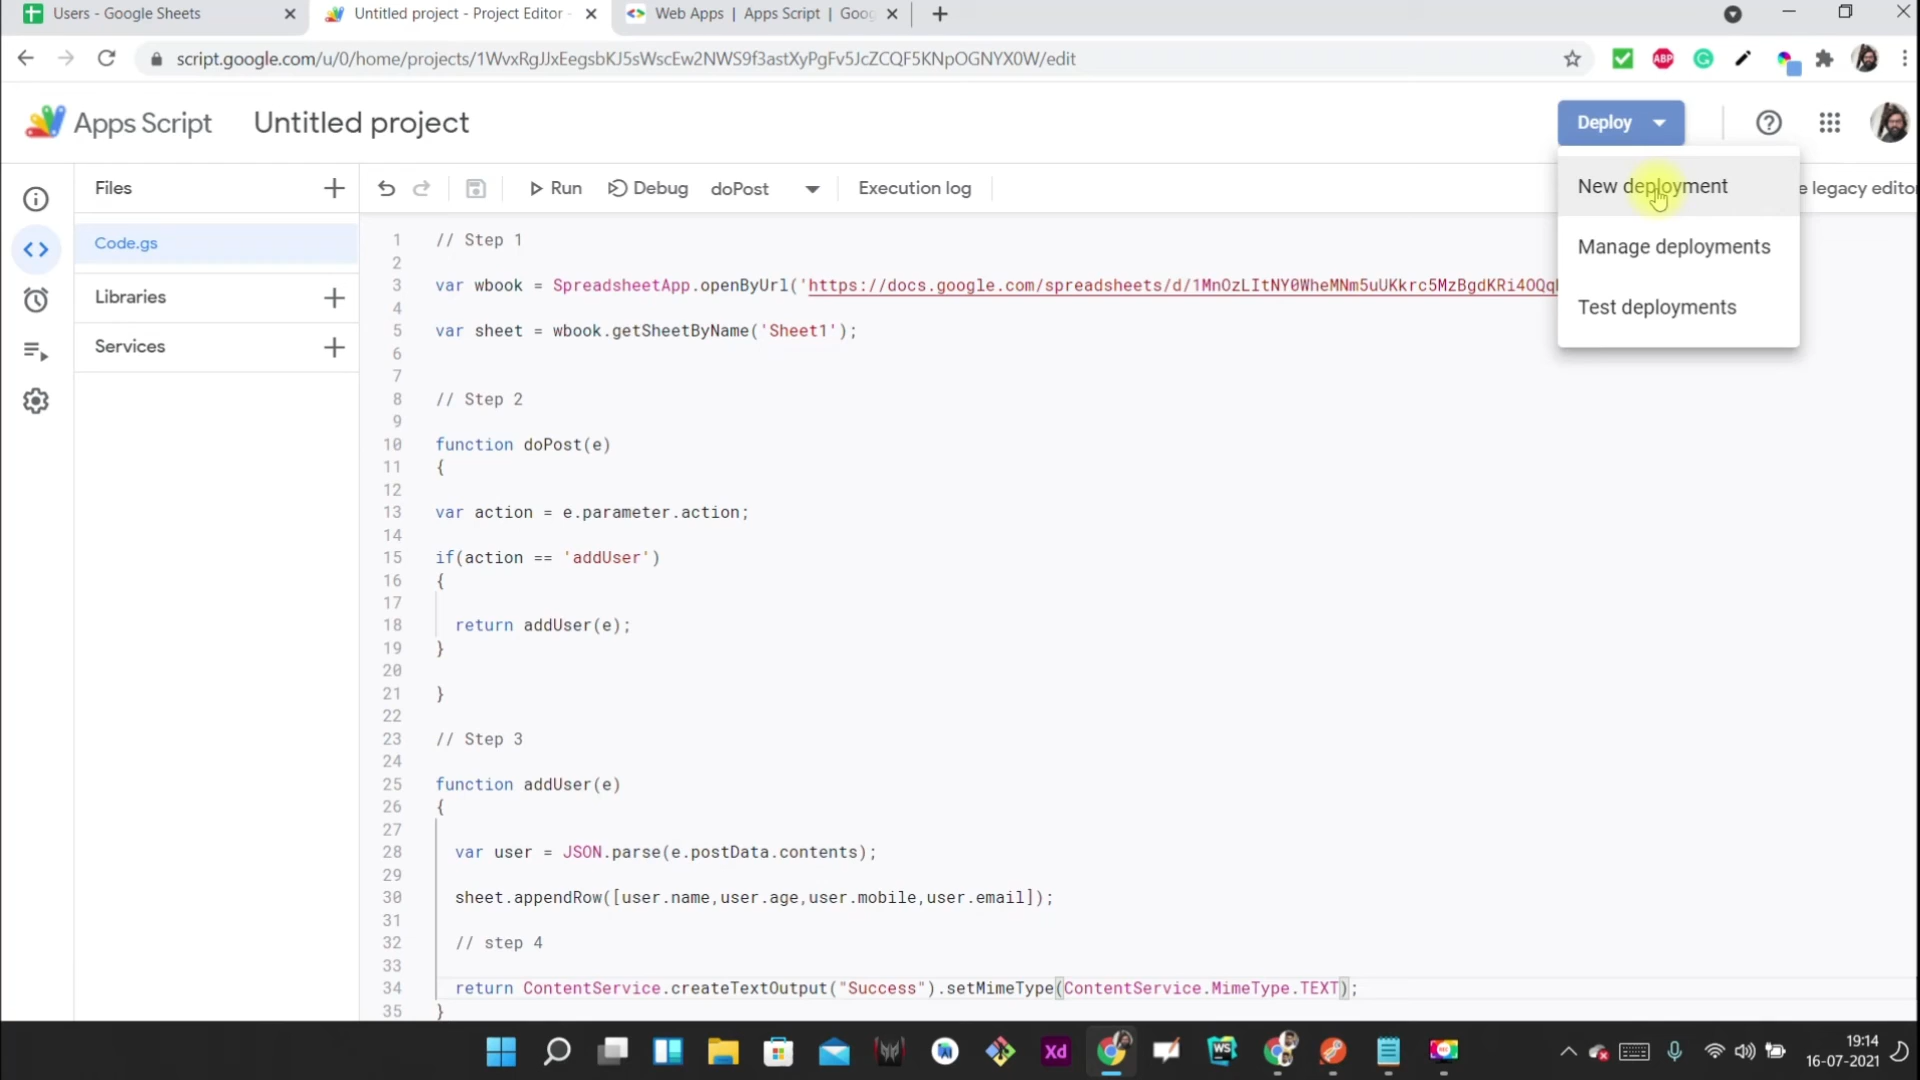 Users - Google Sheets
Untitled project - Project Editor -
Web Apps | Apps Script | Goog
script.google.com/u/0/home/projects/1WvxRgJJxEegsbKJ5sWscEw2NWS9f3astXyPgFv5JcZCQF5KNpOGNYX0W/edit
ABP
Apps Script
Untitled project
Deploy
Files
Run
Debug
doPost
Execution log
New deployment
e legacy editor
Code.gs
Manage deployments
Libraries
Test deployments
Services
1 // Step 1
2
3 var wbook = SpreadsheetApp.openByUrl('https://docs.google.com/spreadsheets/d/1MnOzLItNY0WheMNm5uUKkrc5MzBgdKRi4OQq
4
5 var sheet = wbook.getSheetByName('Sheet1');
6
7
8 // Step 2
9
10 function doPost(e)
11 {
12
13 var action = e.parameter.action;
14
15 if(action == 'addUser')
16 {
17
18 return addUser(e);
19 }
20
21 }
22
23 // Step 3
24
25 function addUser(e)
26 {
27
28 var user = JSON.parse(e.postData.contents);
29
30 sheet.appendRow([user.name,user.age,user.mobile,user.email]);
31
32 // step 4
33
34 return ContentService.createTextOutput("Success").setMimeType(ContentService.MimeType.TEXT);
35 }
Xd
WS
19:14
16-07-2021